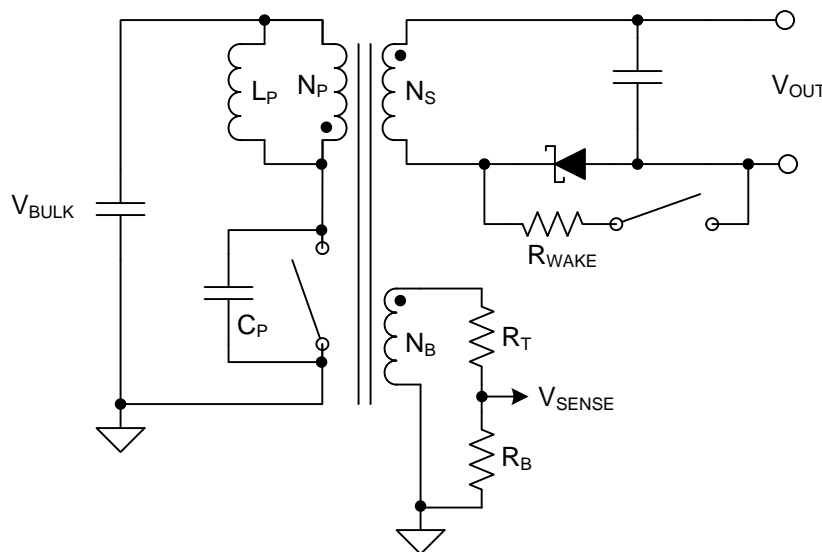 L_P
N_P
N_S
V_OUT
V_BULK
R_WAKE
C_P
N_B
R_T
V_SENSE
R_B